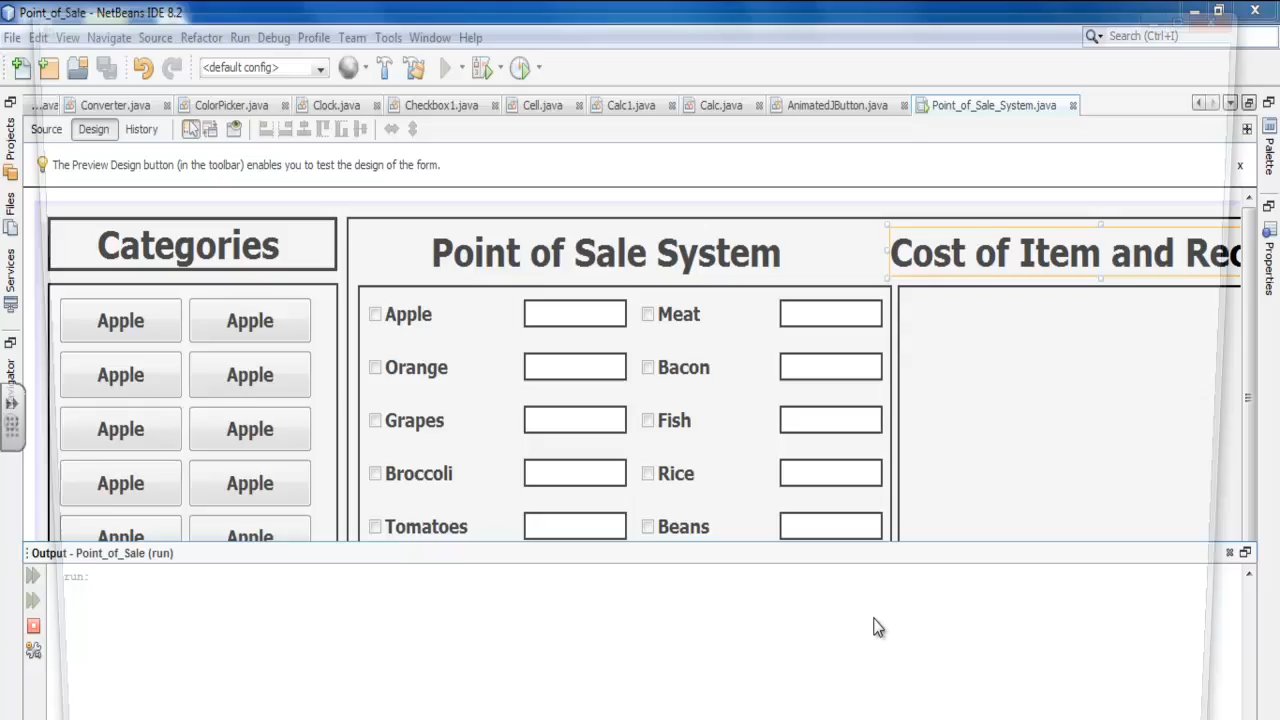 Point_of_Sale - NetBeans IDE 8.2
File Edit View Navigate Source Refactor Run Debug Profile Team Tools Window Help
Search (Ctrl+I)
<default config>
...ava Converter.java ColorPicker.java Clock.java Checkbox1.java Cell.java Calc1.java Calc.java AnimatedJButton.java Point_of_Sale_System.java
Source Design History
The Preview Design button (in the toolbar) enables you to test the design of the form.
x
Projects
Files
Services
Palette
Properties
Categories
Apple Apple
Apple Apple
Apple Apple
Apple Apple
Apple Apple
Point of Sale System
Cost of Item and Rec
Apple Meat
Orange Bacon
Grapes Fish
Broccoli Rice
Tomatoes Beans
Output - Point_of_Sale (run)
run: